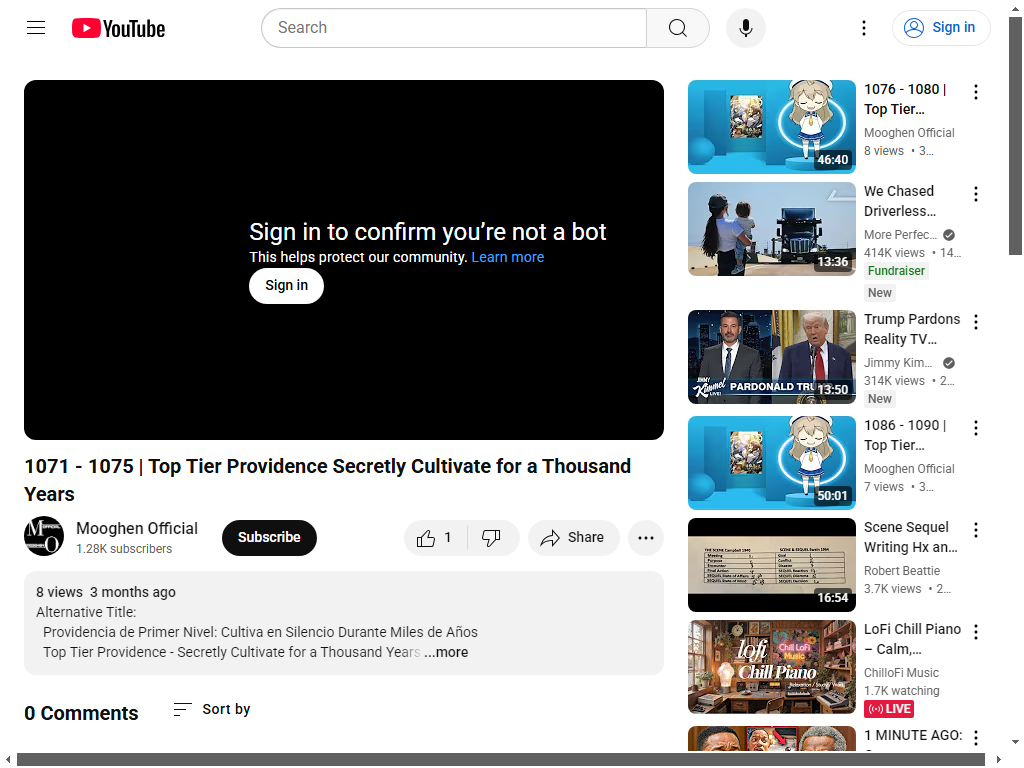 YouTube
Search
Sign in
Sign in to confirm you're not a bot
This helps protect our community. Learn more
Sign in
1071 - 1075 | Top Tier Providence Secretly Cultivate for a Thousand
Years
Mooghen Official
1.28K subscribers
Subscribe
1
Share
8 views 3 months ago
Alternative Title:
Providencia de Primer Nivel: Cultiva en Silencio Durante Miles de Años
Top Tier Providence - Secretly Cultivate for a Thousand Years ...more
0 Comments
Sort by
46:40
1076 - 1080 |
Top Tier...
Mooghen Official
8 views • 3...
13:36
We Chased
Driverless...
More Perfec...
414K views • 14...
Fundraiser
New
JIMMY
Kimmel
LIVE!
PARDONALD TRU
13:50
Trump Pardons
Reality TV...
Jimmy Kim...
314K views • 2...
New
50:01
1086 - 1090 |
Top Tier...
Mooghen Official
7 views • 3...
16:54
Scene Sequel
Writing Hx an...
Robert Beattie
3.7K views • 2...
lofi
Chill LoFi
Music
Chill Piano
LoFi Chill Piano
– Calm,...
ChilloFi Music
1.7K watching
LIVE
1 MINUTE AGO: